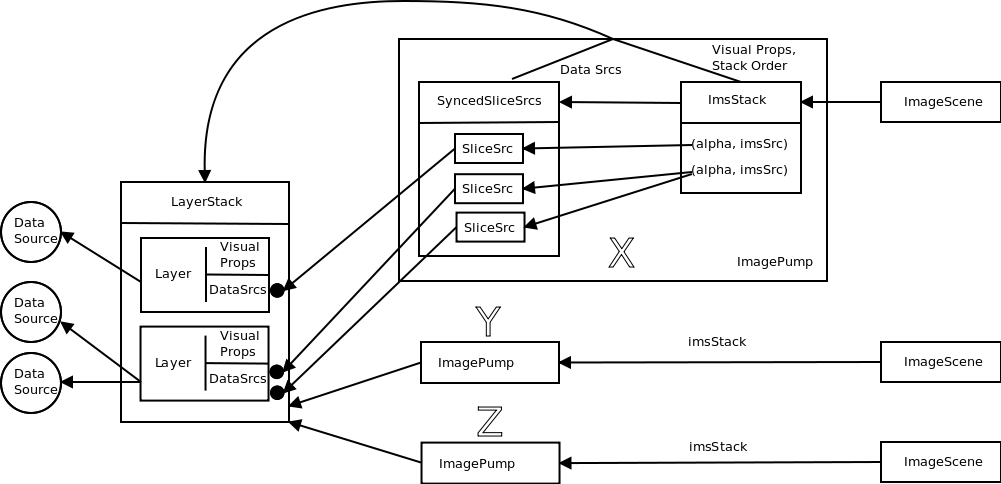 Visual Props,
Stack Order
Data Srcs
SyncedSliceSrcs
ImsStack
ImageScene
SliceSrc
(alpha, imsSrc)
SliceSrc
(alpha, imsSrc)
SliceSrc
X
ImagePump
LayerStack
Data
Source
Layer
Visual
Props
DataSrcs
Data
Source
Layer
Visual
Props
DataSrcs
Data
Source
Y
imsStack
ImagePump
ImageScene
Z
imsStack
ImagePump
ImageScene